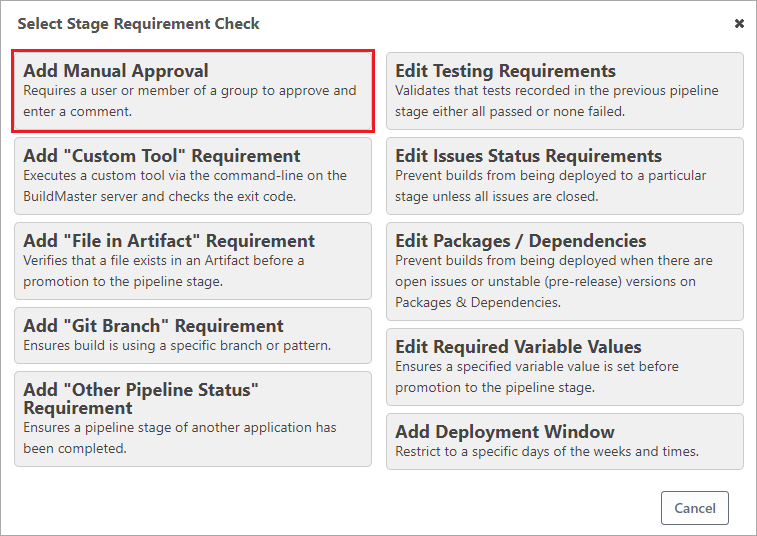 Select Stage Requirement Check
✖
Add Manual Approval
Requires a user or member of a group to approve and
enter a comment.
Add "Custom Tool" Requirement
Executes a custom tool via the command-line on the
BuildMaster server and checks the exit code.
Add "File in Artifact" Requirement
Verifies that a file exists in an Artifact before a
promotion to the pipeline stage.
Add "Git Branch" Requirement
Ensures build is using a specific branch or pattern.
Add "Other Pipeline Status"
Requirement
Ensures a pipeline stage of another application has
been completed.
Edit Testing Requirements
Validates that tests recorded in the previous pipeline
stage either all passed or none failed.
Edit Issues Status Requirements
Prevent builds from being deployed to a particular
stage unless all issues are closed.
Edit Packages / Dependencies
Prevent builds from being deployed when there are
open issues or unstable (pre-release) versions on
Packages & Dependencies.
Edit Required Variable Values
Ensures a specified variable value is set before
promotion to the pipeline stage.
Add Deployment Window
Restrict to a specific days of the weeks and times.
Cancel